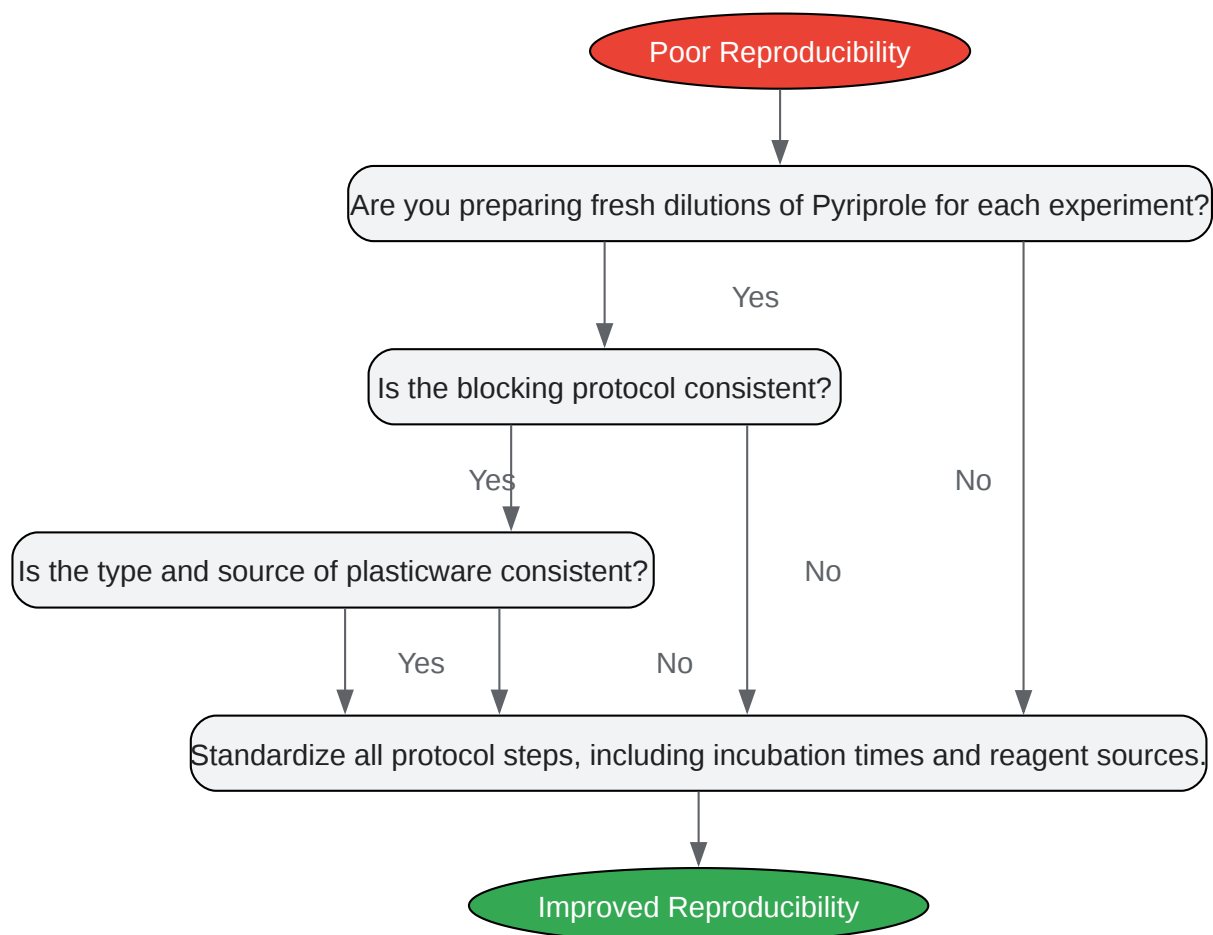 Poor Reproducibility
Are you preparing fresh dilutions of Pyriprole for each experiment?
Yes
Is the blocking protocol consistent?
Yes
No
Is the type and source of plasticware consistent?
No
Yes
No
Standardize all protocol steps, including incubation times and reagent sources.
Improved Reproducibility